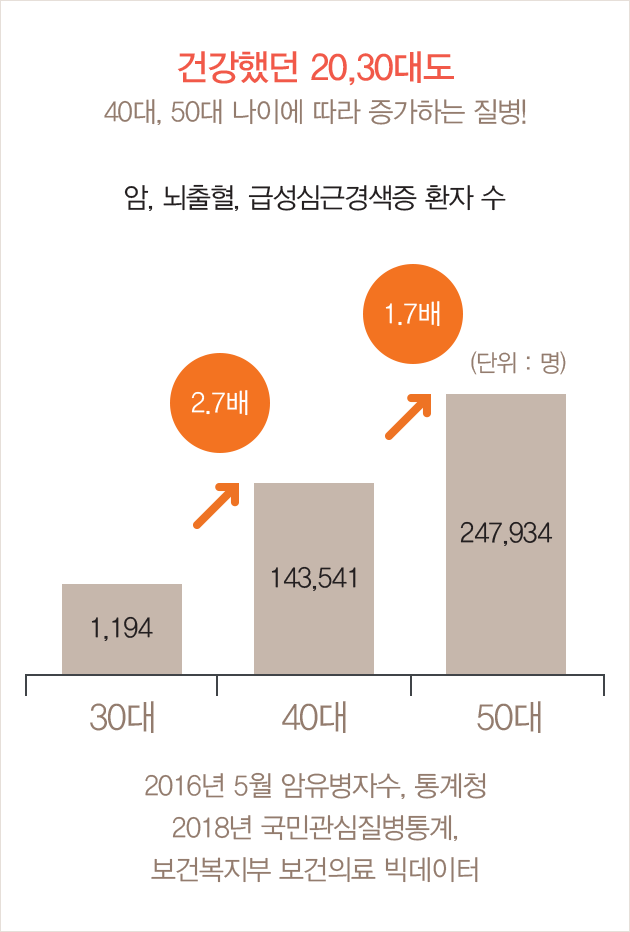 건강했던 20,30대도
40대, 50대 나이에 따라 증가하는 질병!
암, 뇌출혈, 급성심근경색증 환자 수
1.7배
(단위 : 명)
2.7배
247,934
143,541
1,194
30대 40대 50대
2016년 5월 암유병자수, 통계청
2018년 국민관심질병통계,
보건복지부 보건의료 빅데이터